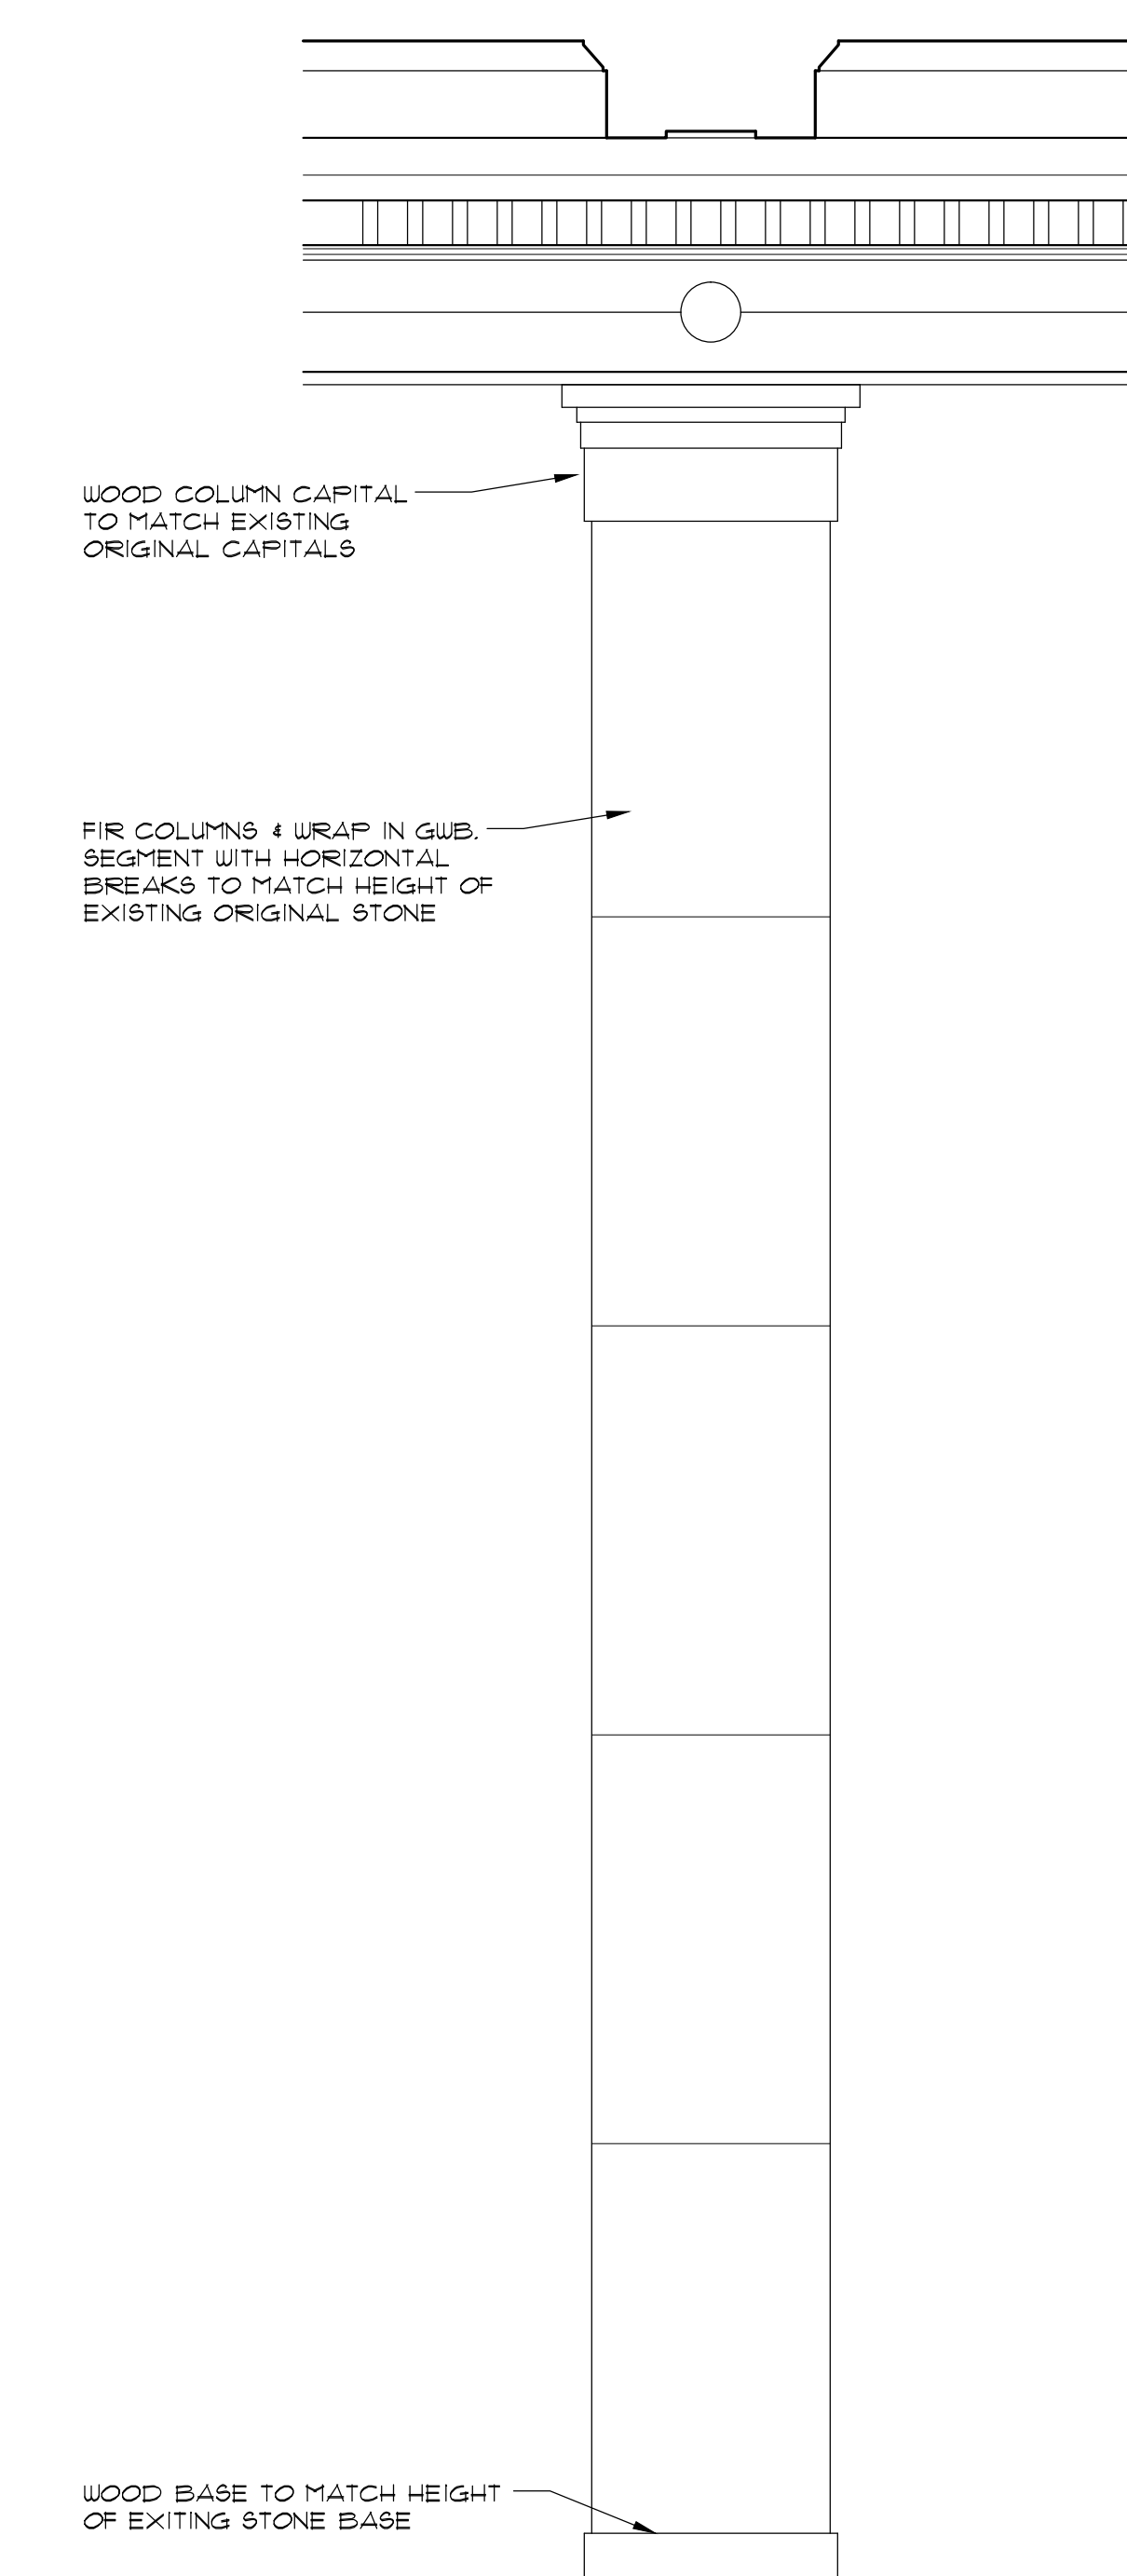 WOOD COLUMN CAPITAL
TO MATCH EXISTING
ORIGINAL CAPITALS
FIR COLUMNS & WRAP IN GWB.
SEGMENT WITH HORIZONTAL
BREAKS TO MATCH HEIGHT OF
EXISTING ORIGINAL STONE
WOOD BASE TO MATCH HEIGHT
OF EXITING STONE BASE